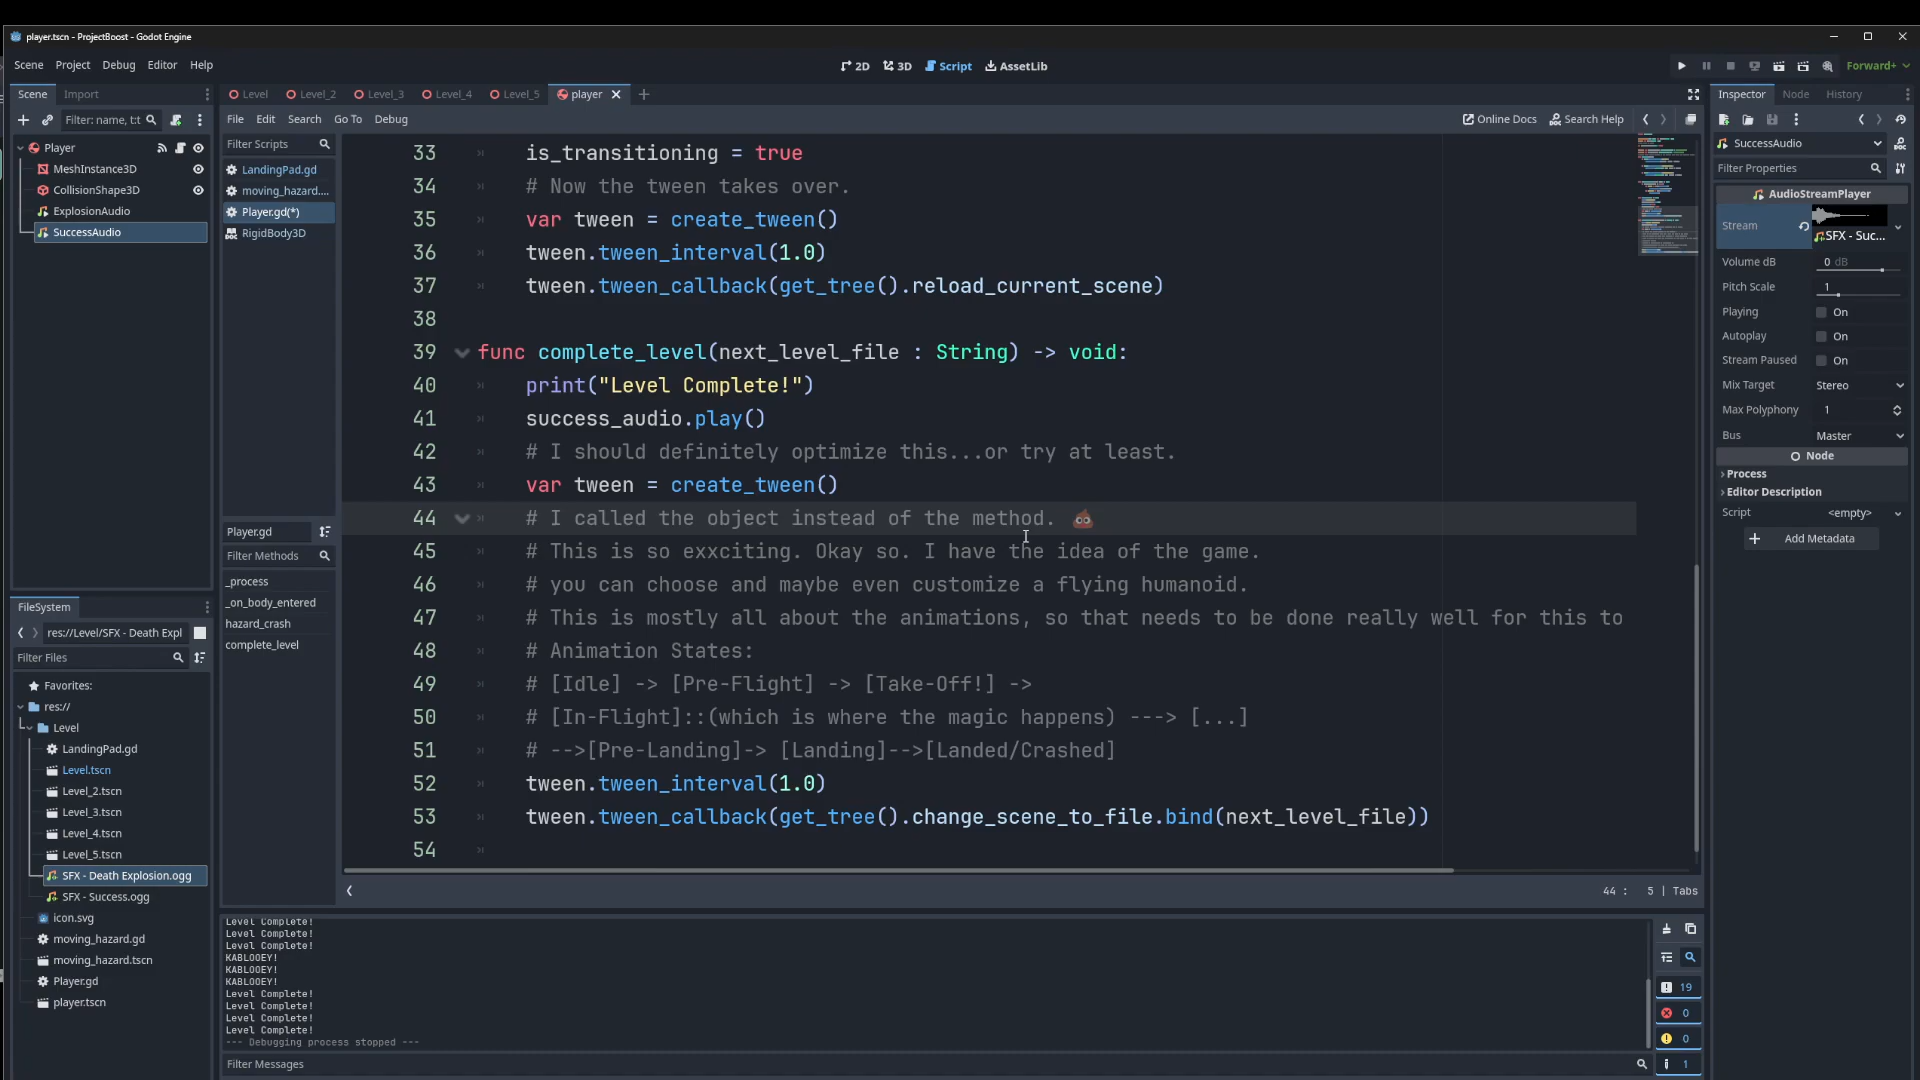 player.tscn - ProjectBoost - Godot Engine
Scene Project Debug Editor Help
2D 3D Script AssetLib
Forward+
Scene Import
Level Level_2 Level_3 Level_4 Level_5 player
Inspector Node History
Filter: name, t:t
File Edit Search Go To Debug
Online Docs Search Help
Player
MeshInstance3D
CollisionShape3D
ExplosionAudio
SuccessAudio
Filter Scripts
LandingPad.gd
moving_hazard....
Player.gd(*)
RigidBody3D
Player.gd
Filter Methods
_process
_on_body_entered
hazard_crash
complete_level
33 is_transitioning = true
34 # Now the tween takes over.
35 var tween = create_tween()
36 tween.tween_interval(1.0)
37 tween.tween_callback(get_tree().reload_current_scene)
38
39 func complete_level(next_level_file : String) -> void:
40 print("Level Complete!")
41 success_audio.play()
42 # I should definitely optimize this...or try at least.
43 var tween = create_tween()
44 # I called the object instead of the method. 💩
45 # This is so exxciting. Okay so. I have the idea of the game.
46 # you can choose and maybe even customize a flying humanoid.
47 # This is mostly all about the animations, so that needs to be done really well for this to
48 # Animation States:
49 # [Idle] -> [Pre-Flight] -> [Take-Off!] ->
50 # [In-Flight]::(which is where the magic happens) ---> [...]
51 # -->[Pre-Landing]-> [Landing]-->[Landed/Crashed]
52 tween.tween_interval(1.0)
53 tween.tween_callback(get_tree().change_scene_to_file.bind(next_level_file))
54
44 : 5 | Tabs
SuccessAudio
Filter Properties
AudioStreamPlayer
Stream
SFX - Suc...
Volume dB 0 dB
Pitch Scale 1
Playing On
Autoplay On
Stream Paused On
Mix Target Stereo
Max Polyphony 1
Bus Master
Node
Process
Editor Description
Script <empty>
Add Metadata
FileSystem
res://Level/SFX - Death Expl
Filter Files
Favorites:
res://
Level
LandingPad.gd
Level.tscn
Level_2.tscn
Level_3.tscn
Level_4.tscn
Level_5.tscn
SFX - Death Explosion.ogg
SFX - Success.ogg
icon.svg
moving_hazard.gd
moving_hazard.tscn
Player.gd
player.tscn
Level Complete!
Level Complete!
Level Complete!
KABLOOEY!
KABLOOEY!
KABLOOEY!
Level Complete!
Level Complete!
Level Complete!
Level Complete!
--- Debugging process stopped ---
Filter Messages
19
0
0
1